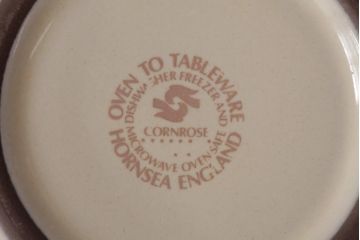 OVEN TO TABLEWARE
DISHWASHER FREEZER AND
CORNROSE
MICROWAVE OVEN SAFE
HORNSEA ENGLAND